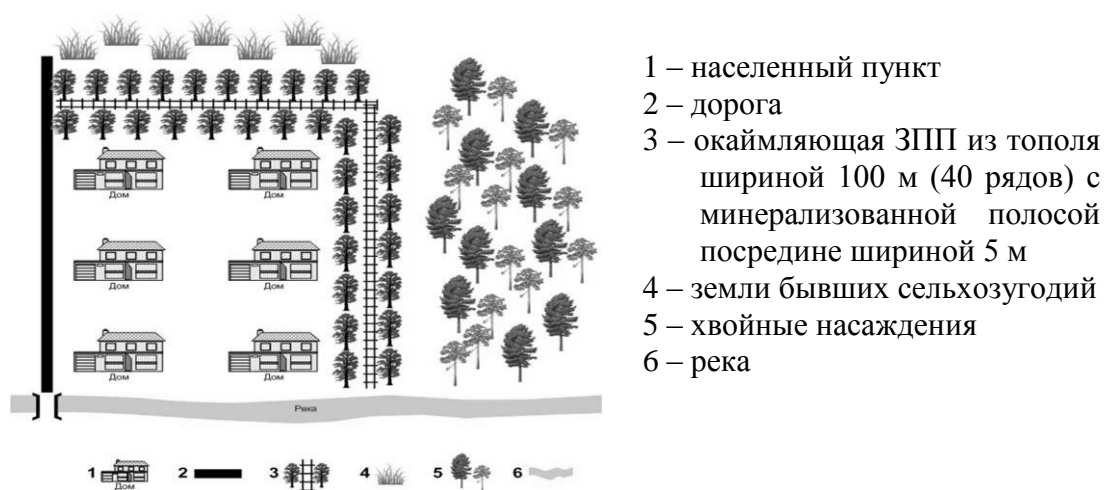 1 – населенный пункт
2 – дорога
3 – окаймляющая ЗПП из тополя
шириной 100 м (40 рядов) с
минерализованной полосой
посредине шириной 5 м
4 – земли бывших сельхозугодий
5 – хвойные насаждения
6 – река
Дом Дом
Дом Дом
Дом Дом
Река
1 2 3 4 5 6
Дом